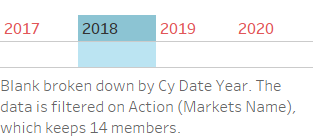 2017 2018 2019 2020
Blank broken down by Cy Date Year. The
data is filtered on Action (Markets Name),
which keeps 14 members.